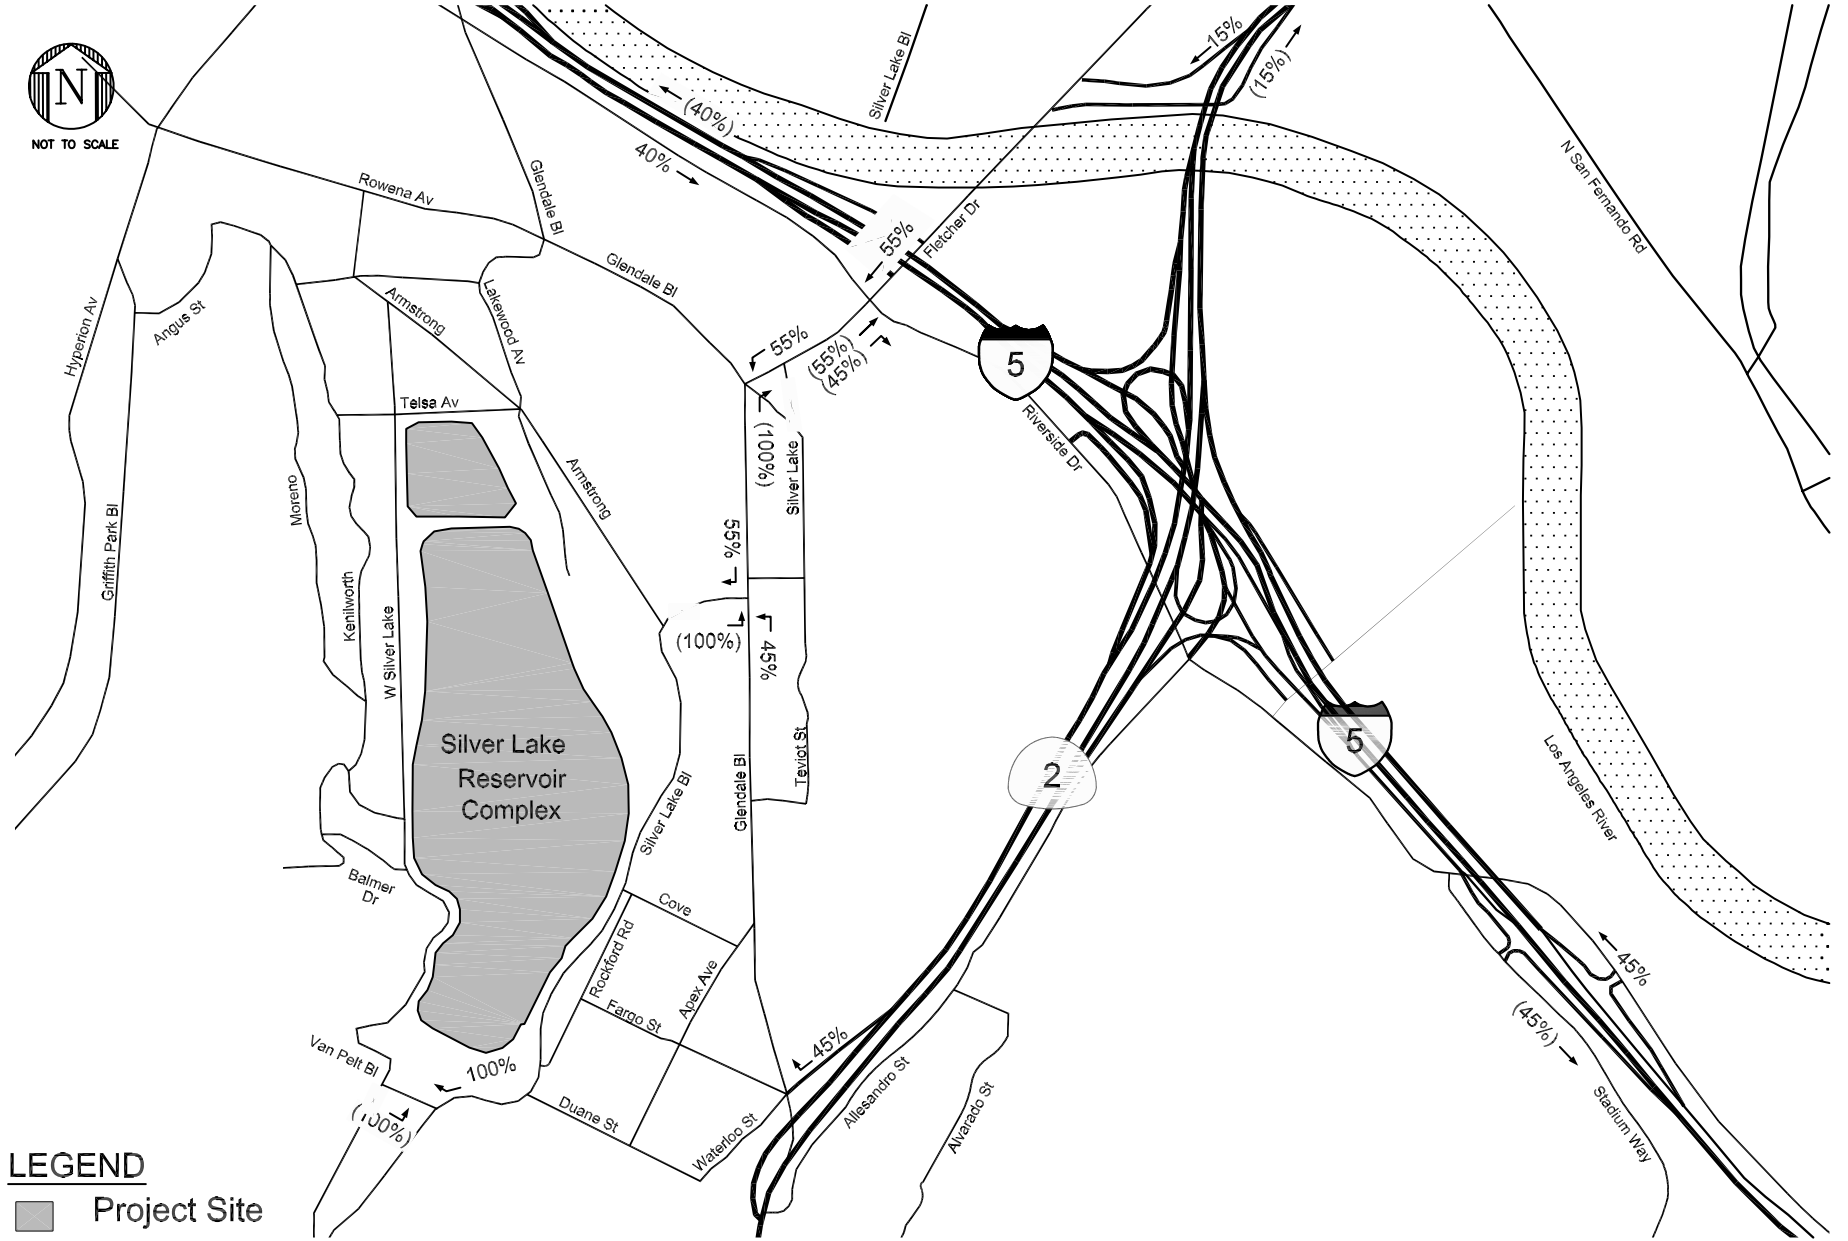 N
NOT TO SCALE
15%
(15%)
Silver Lake Bl
(40%)
40%
N San Fernando Rd
Rowena Av
Glendale Bl
55%
Fletcher Dr
Glendale Bl
Hyperion Av
Angus St
Armstrong
Lakewood Av
55%
(55%)
(45%)
5
Telsa Av
Riverside Dr
(100%)
Silver Lake
Armstrong
Moreno
Griffith Park Bl
55%
Kenilworth
W Silver Lake
(100%)
45%
Silver Lake
Reservoir
Complex
Silver Lake Bl
Glendale Bl
Teviot St
2
5
Los Angeles River
Balmer
Dr
Cove
Rockford Rd
Apex Ave
Fargo St
45%
(45%)
45%
Van Pelt Bl
100%
(100%)
Duane St
Waterloo St
Allesandro St
Alvarado St
Stadium Way
LEGEND
Project Site